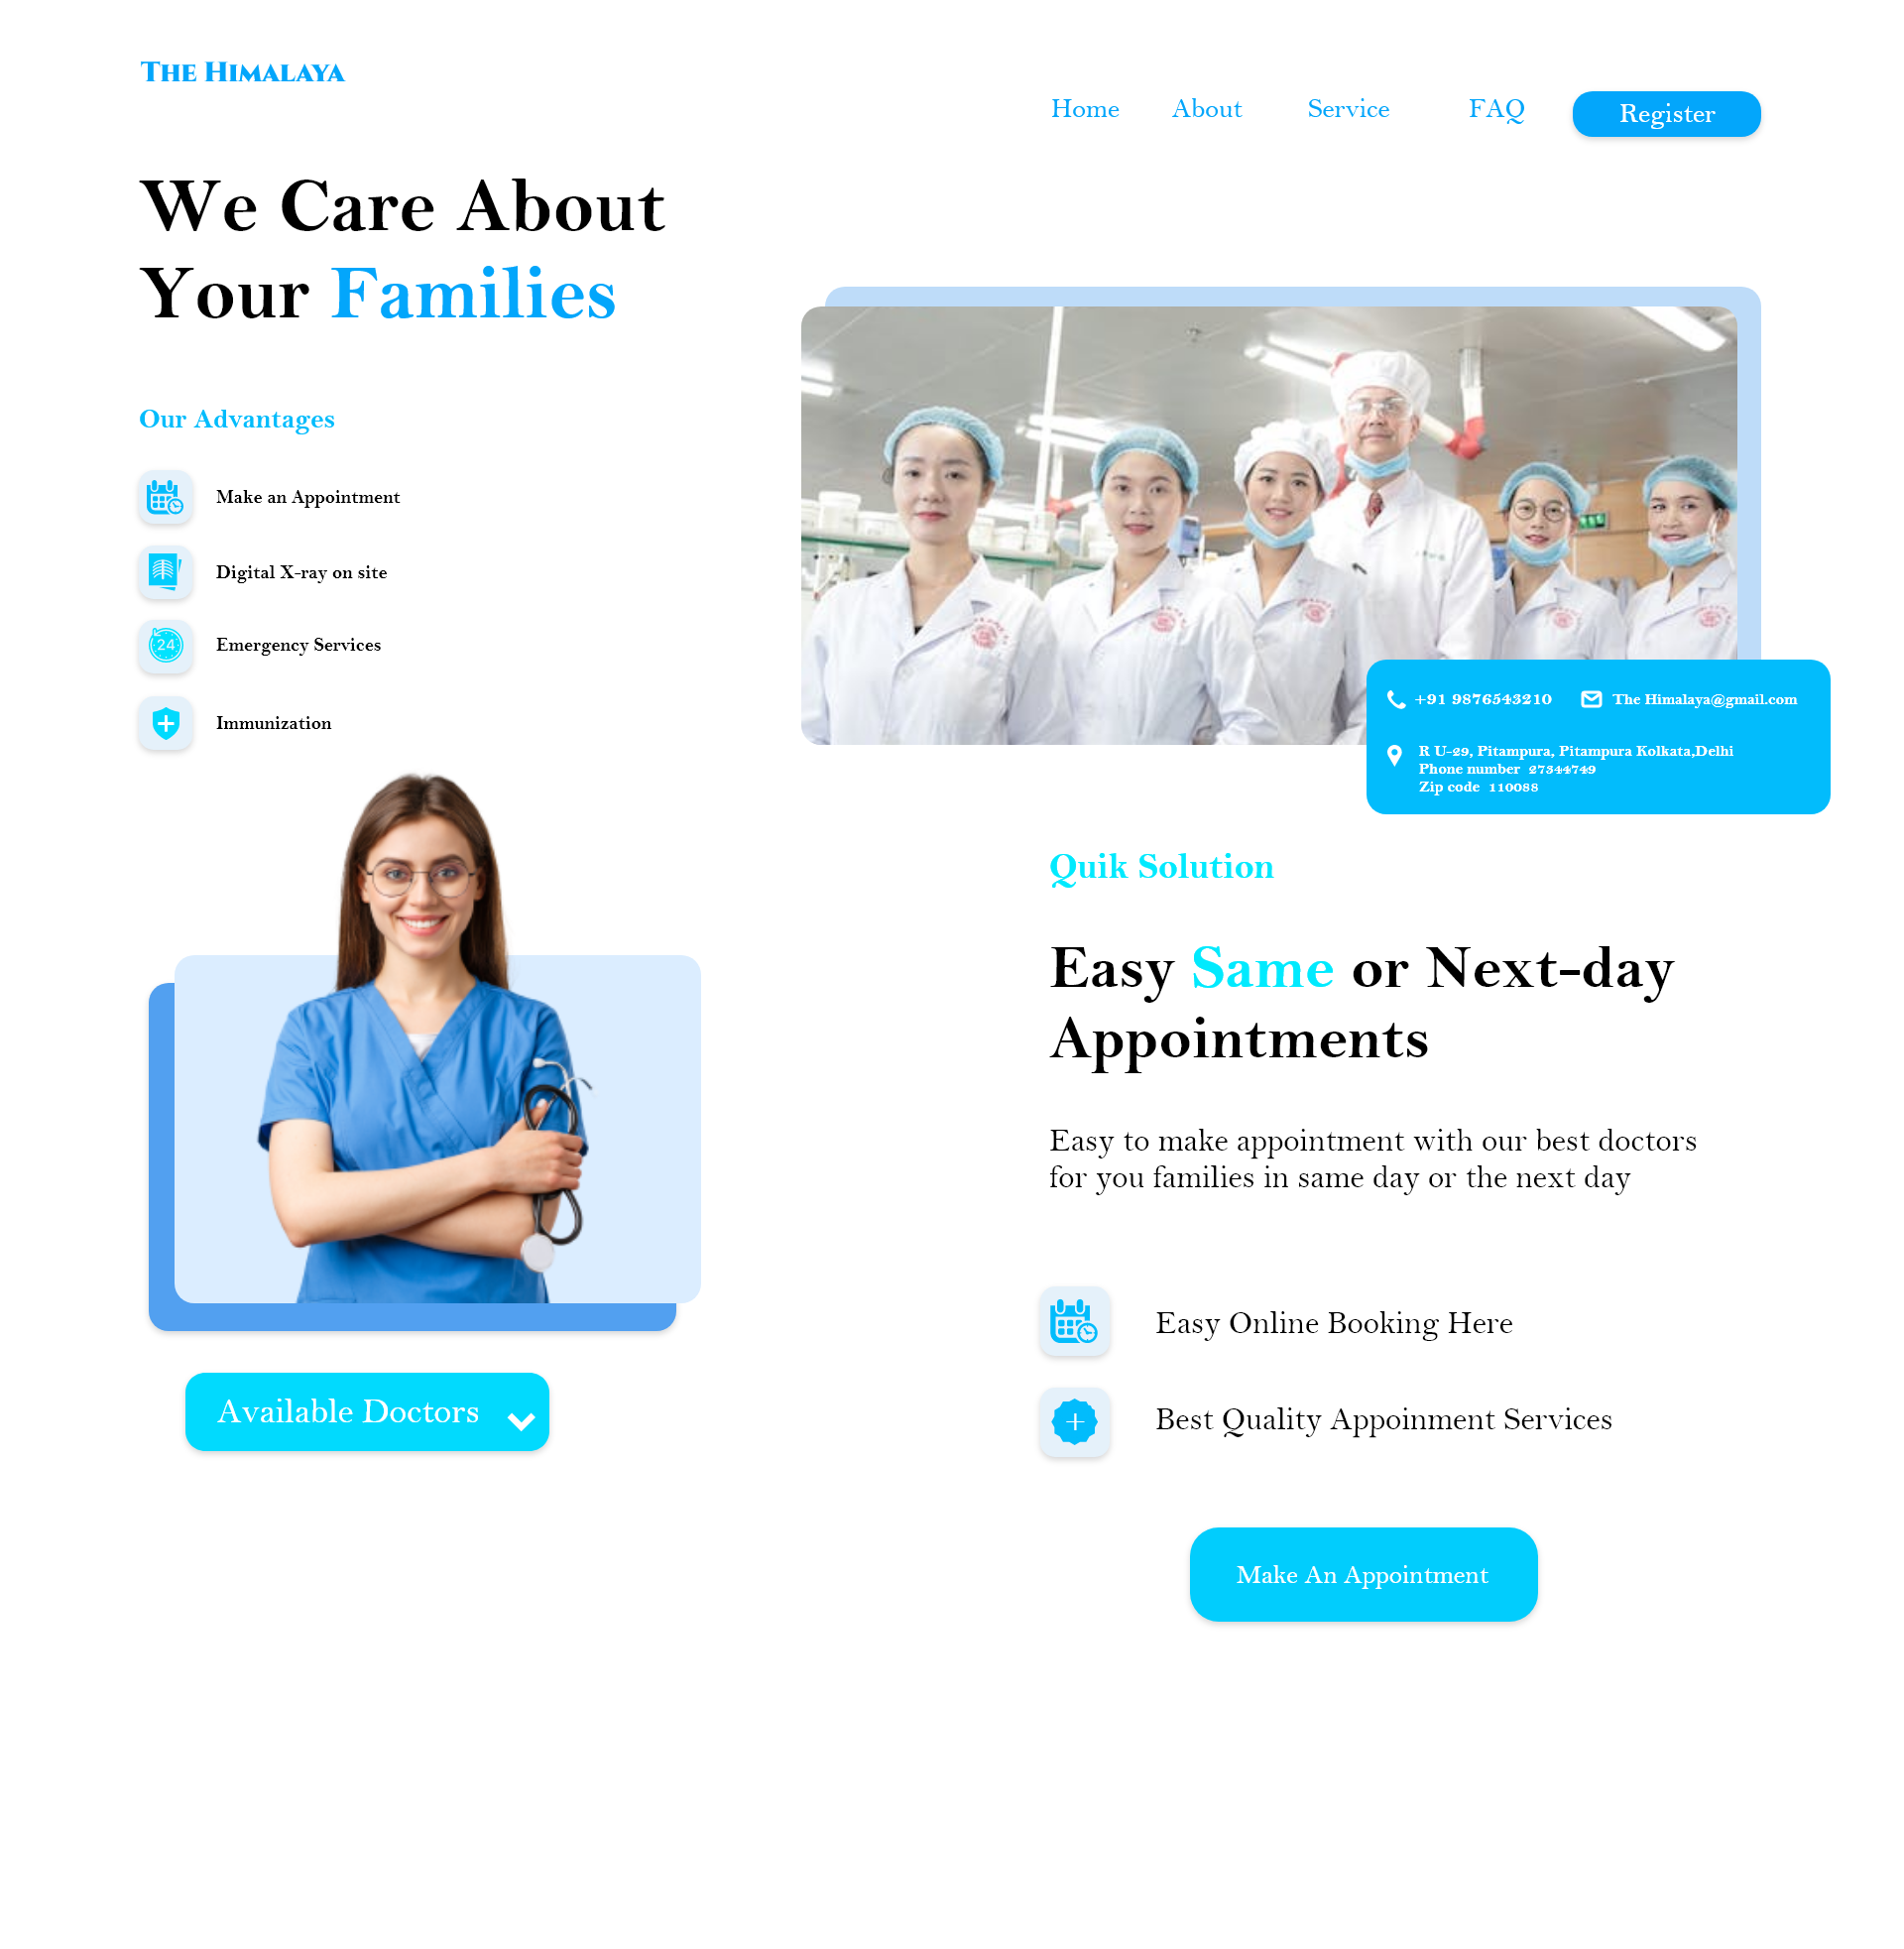 THE HIMALAYA
Home About Service FAQ Register
We Care About
Your Families
Our Advantages
Make an Appointment
Digital X-ray on site
24
Emergency Services
Immunization
+91 9876543210 The Himalaya@gmail.com
R U-29, Pitampura, Pitampura Kolkata,Delhi
Phone number 27344749
Zip code 110088
Quik Solution
Easy Same or Next-day
Appointments
Easy to make appointment with our best doctors
for you families in same day or the next day
Easy Online Booking Here
Best Quality Appoinment Services
Available Doctors
Make An Appointment